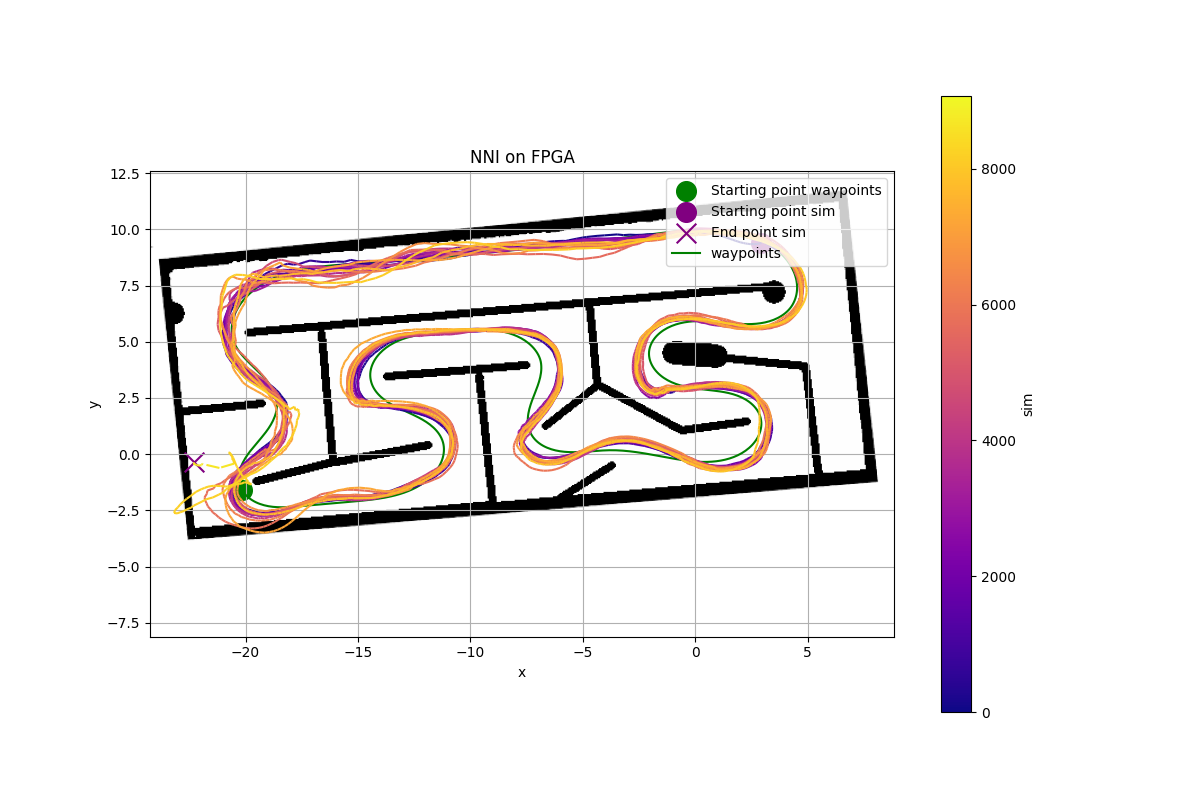 NNI on FPGA
Starting point waypoints
Starting point sim
End point sim
waypoints
12.5
10.0
7.5
5.0
2.5
0.0
−2.5
−5.0
−7.5
y
−20
−15
−10
−5
0
5
x
8000
6000
4000
2000
0
sim